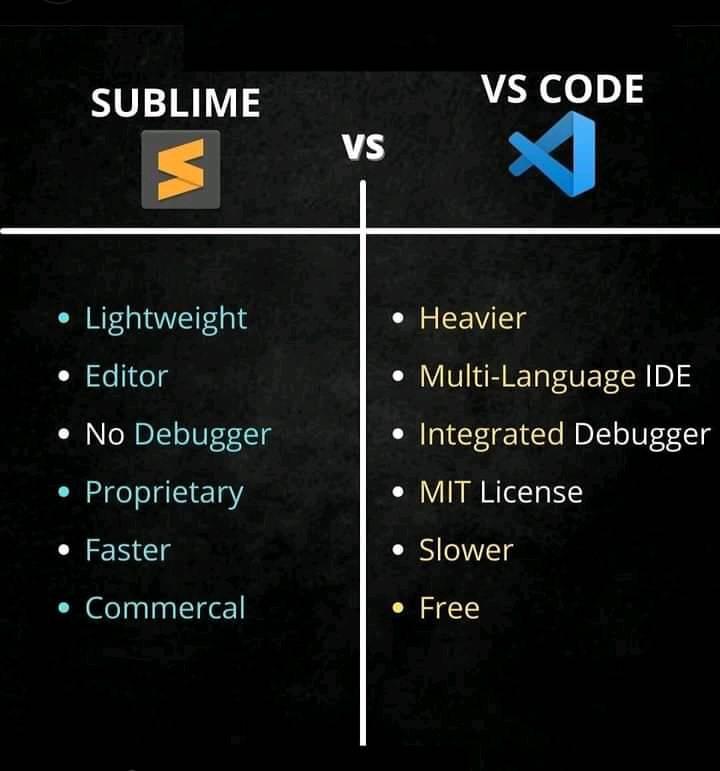 SUBLIME
vs
VS CODE
Lightweight
Editor
No Debugger
Proprietary
Faster
Commercal
Heavier
Multi-Language IDE
Integrated Debugger
MIT License
Slower
Free